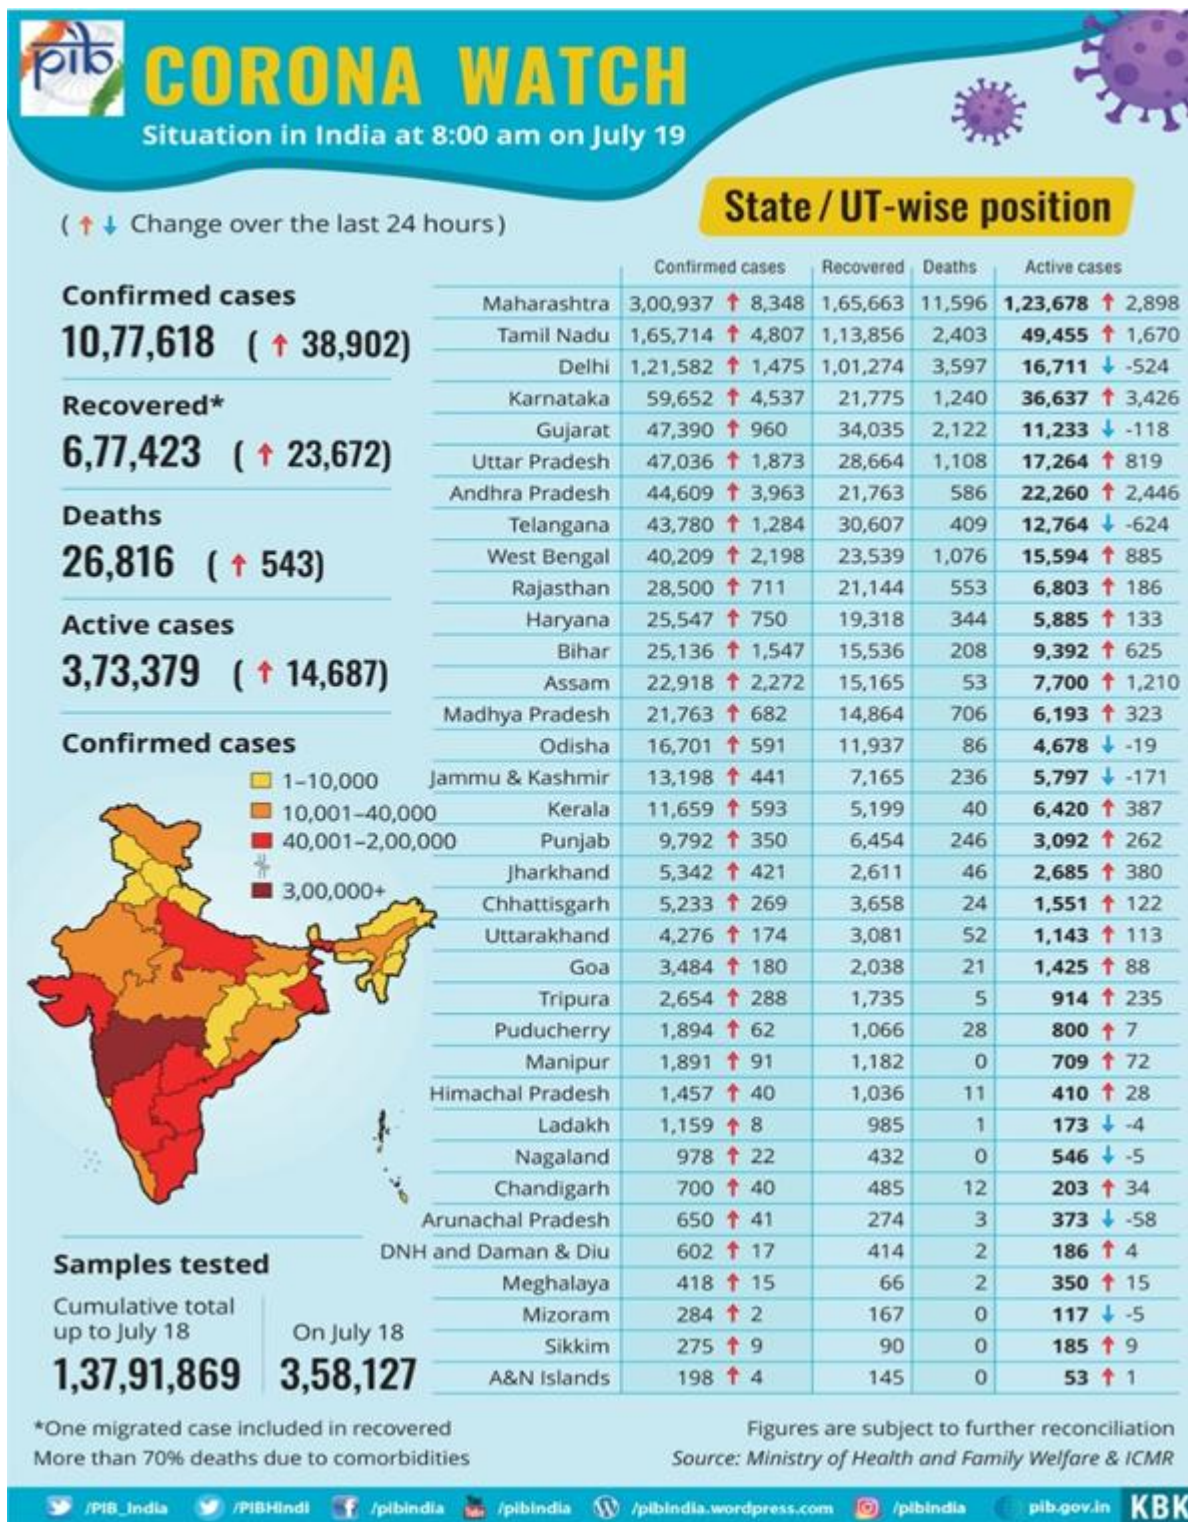 pib
CORONA WATCH
Situation in India at 8:00 am on July 19
(↑↓ Change over the last 24 hours)
Confirmed cases
10,77,618 (↑ 38,902)
Recovered*
6,77,423 (↑ 23,672)
Deaths
26,816 (↑ 543)
Active cases
3,73,379 (↑ 14,687)
Confirmed cases
1–10,000
10,001–40,000
40,001–2,00,000
3,00,000+
Samples tested
Cumulative total
up to July 18
1,37,91,869
On July 18
3,58,127
State / UT-wise position
Confirmed cases Recovered Deaths Active cases
Maharashtra 3,00,937 ↑ 8,348 1,65,663 11,596 1,23,678 ↑ 2,898
Tamil Nadu 1,65,714 ↑ 4,807 1,13,856 2,403 49,455 ↑ 1,670
Delhi 1,21,582 ↑ 1,475 1,01,274 3,597 16,711 ↓ -524
Karnataka 59,652 ↑ 4,537 21,775 1,240 36,637 ↑ 3,426
Gujarat 47,390 ↑ 960 34,035 2,122 11,233 ↓ -118
Uttar Pradesh 47,036 ↑ 1,873 28,664 1,108 17,264 ↑ 819
Andhra Pradesh 44,609 ↑ 3,963 21,763 586 22,260 ↑ 2,446
Telangana 43,780 ↑ 1,284 30,607 409 12,764 ↓ -624
West Bengal 40,209 ↑ 2,198 23,539 1,076 15,594 ↑ 885
Rajasthan 28,500 ↑ 711 21,144 553 6,803 ↑ 186
Haryana 25,547 ↑ 750 19,318 344 5,885 ↑ 133
Bihar 25,136 ↑ 1,547 15,536 208 9,392 ↑ 625
Assam 22,918 ↑ 2,272 15,165 53 7,700 ↑ 1,210
Madhya Pradesh 21,763 ↑ 682 14,864 706 6,193 ↑ 323
Odisha 16,701 ↑ 591 11,937 86 4,678 ↓ -19
Jammu & Kashmir 13,198 ↑ 441 7,165 236 5,797 ↓ -171
Kerala 11,659 ↑ 593 5,199 40 6,420 ↑ 387
Punjab 9,792 ↑ 350 6,454 246 3,092 ↑ 262
Jharkhand 5,342 ↑ 421 2,611 46 2,685 ↑ 380
Chhattisgarh 5,233 ↑ 269 3,658 24 1,551 ↑ 122
Uttarakhand 4,276 ↑ 174 3,081 52 1,143 ↑ 113
Goa 3,484 ↑ 180 2,038 21 1,425 ↑ 88
Tripura 2,654 ↑ 288 1,735 5 914 ↑ 235
Puducherry 1,894 ↑ 62 1,066 28 800 ↑ 7
Manipur 1,891 ↑ 91 1,182 0 709 ↑ 72
Himachal Pradesh 1,457 ↑ 40 1,036 11 410 ↑ 28
Ladakh 1,159 ↑ 8 985 1 173 ↓ -4
Nagaland 978 ↑ 22 432 0 546 ↓ -5
Chandigarh 700 ↑ 40 485 12 203 ↑ 34
Arunachal Pradesh 650 ↑ 41 274 3 373 ↓ -58
DNH and Daman & Diu 602 ↑ 17 414 2 186 ↑ 4
Meghalaya 418 ↑ 15 66 2 350 ↑ 15
Mizoram 284 ↑ 2 167 0 117 ↓ -5
Sikkim 275 ↑ 9 90 0 185 ↑ 9
A&N Islands 198 ↑ 4 145 0 53 ↑ 1
*One migrated case included in recovered
More than 70% deaths due to comorbidities
Figures are subject to further reconciliation
Source: Ministry of Health and Family Welfare & ICMR
/PIB_India /PIBHindi /pibindia /pibindia /pibindia.wordpress.com /pibindia pib.gov.in KBK